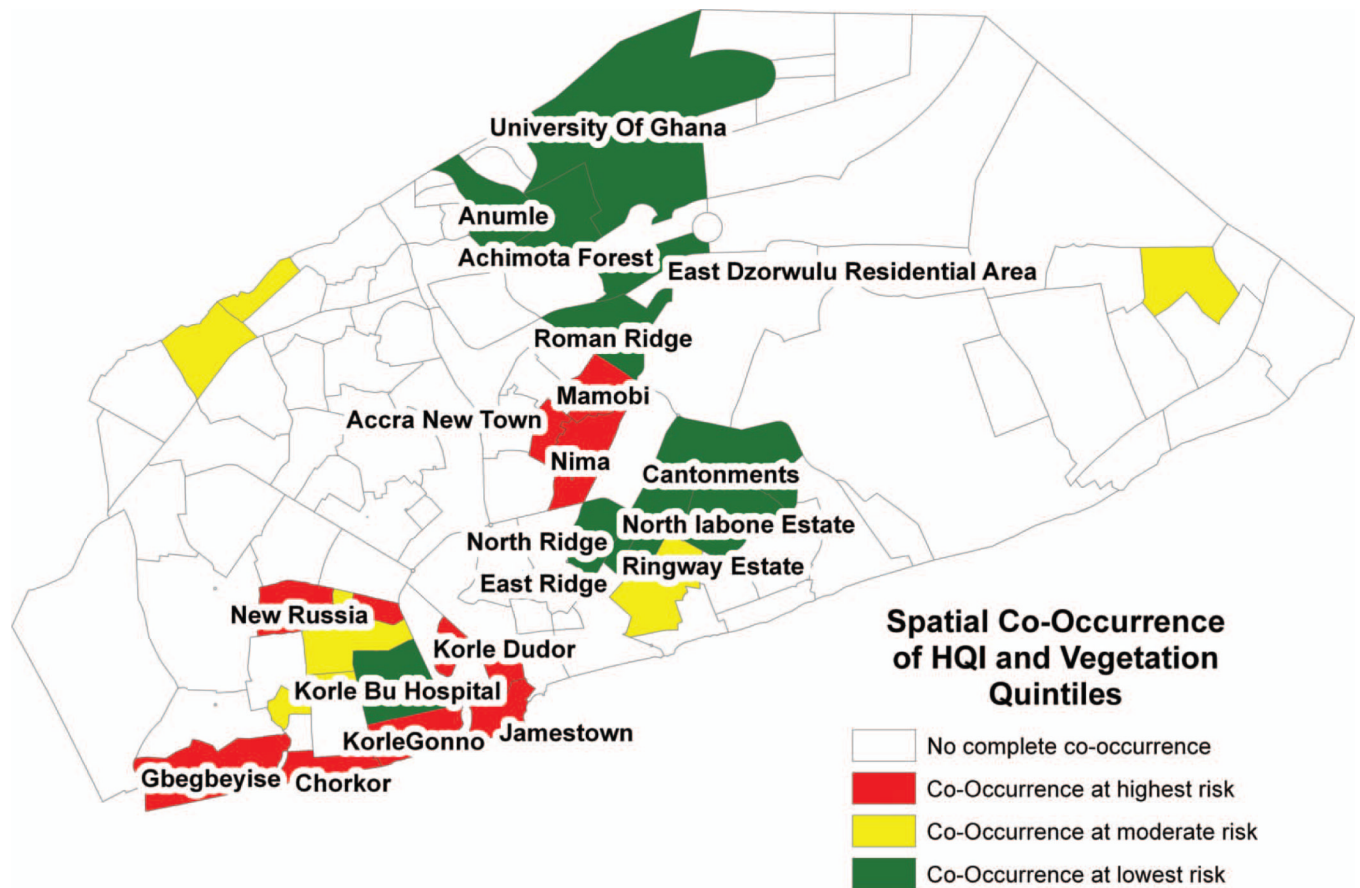 University Of Ghana
Anumle
Achimota Forest
East Dzorwulu Residential Area
Roman Ridge
Mamobi
Accra New Town
Nima
Cantonments
North labone Estate
North Ridge
Ringway Estate
East Ridge
New Russia
Korle Dudor
Korle Bu Hospital
KorleGonno
Jamestown
Gbegbeyise
Chorkor
Spatial Co-Occurrence
of HQI and Vegetation
Quintiles
No complete co-occurrence
Co-Occurrence at highest risk
Co-Occurrence at moderate risk
Co-Occurrence at lowest risk